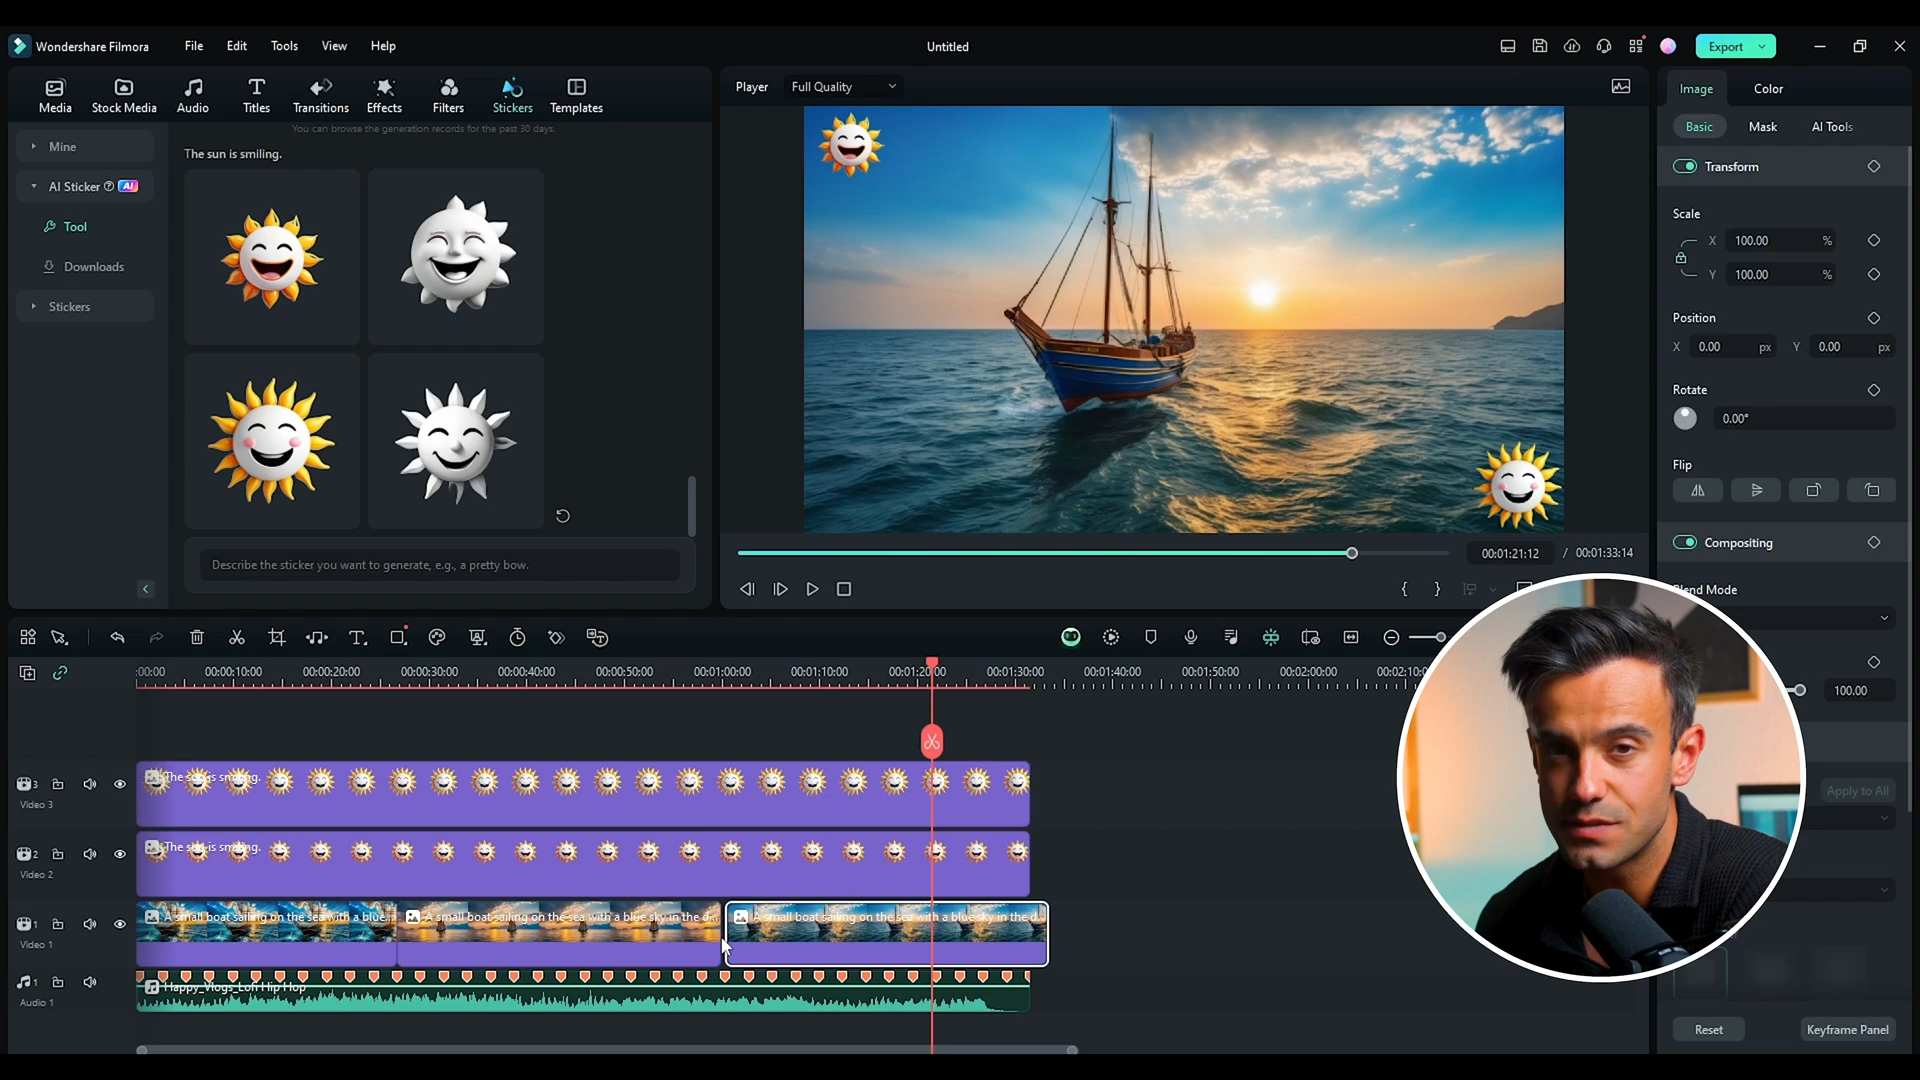 Wondershare Filmora
File
Edit
Tools
View
Help
Untitled
Export
Media
Stock Media
Audio
Titles
Transitions
Effects
Filters
Stickers
Templates
Player
Full Quality
Image
Color
Basic
Mask
AI Tools
You can browse the generation records for the past 30 days.
Mine
AI Sticker
AI
Tool
Downloads
Stickers
The sun is smiling.
Describe the sticker you want to generate, e.g., a pretty bow.
00:01:21:12 / 00:01:33:14
Transform
Scale
X 100.00 %
Y 100.00 %
Position
X 0.00 px Y 0.00 px
Rotate
0.00°
Flip
Compositing
Blend Mode
100.00
Apply to All
Reset
Keyframe Panel
:00:00 00:00:10:00 00:00:20:00 00:00:30:00 00:00:40:00 00:00:50:00 00:01:00:00 00:01:10:00 00:01:20:00 00:01:30:00 00:01:40:00 00:01:50:00 00:02:00:00 00:02:10:0
3
Video 3
The sun is smiling.
2
Video 2
The sun is smiling.
1
Video 1
A small boat sailing on the sea with a blue...
A small boat sailing on the sea with a blue sky in the d...
A small boat sailing on the sea with a blue sky in the d...
1
Audio 1
Happy_Vlogs_Lofi Hip Hop